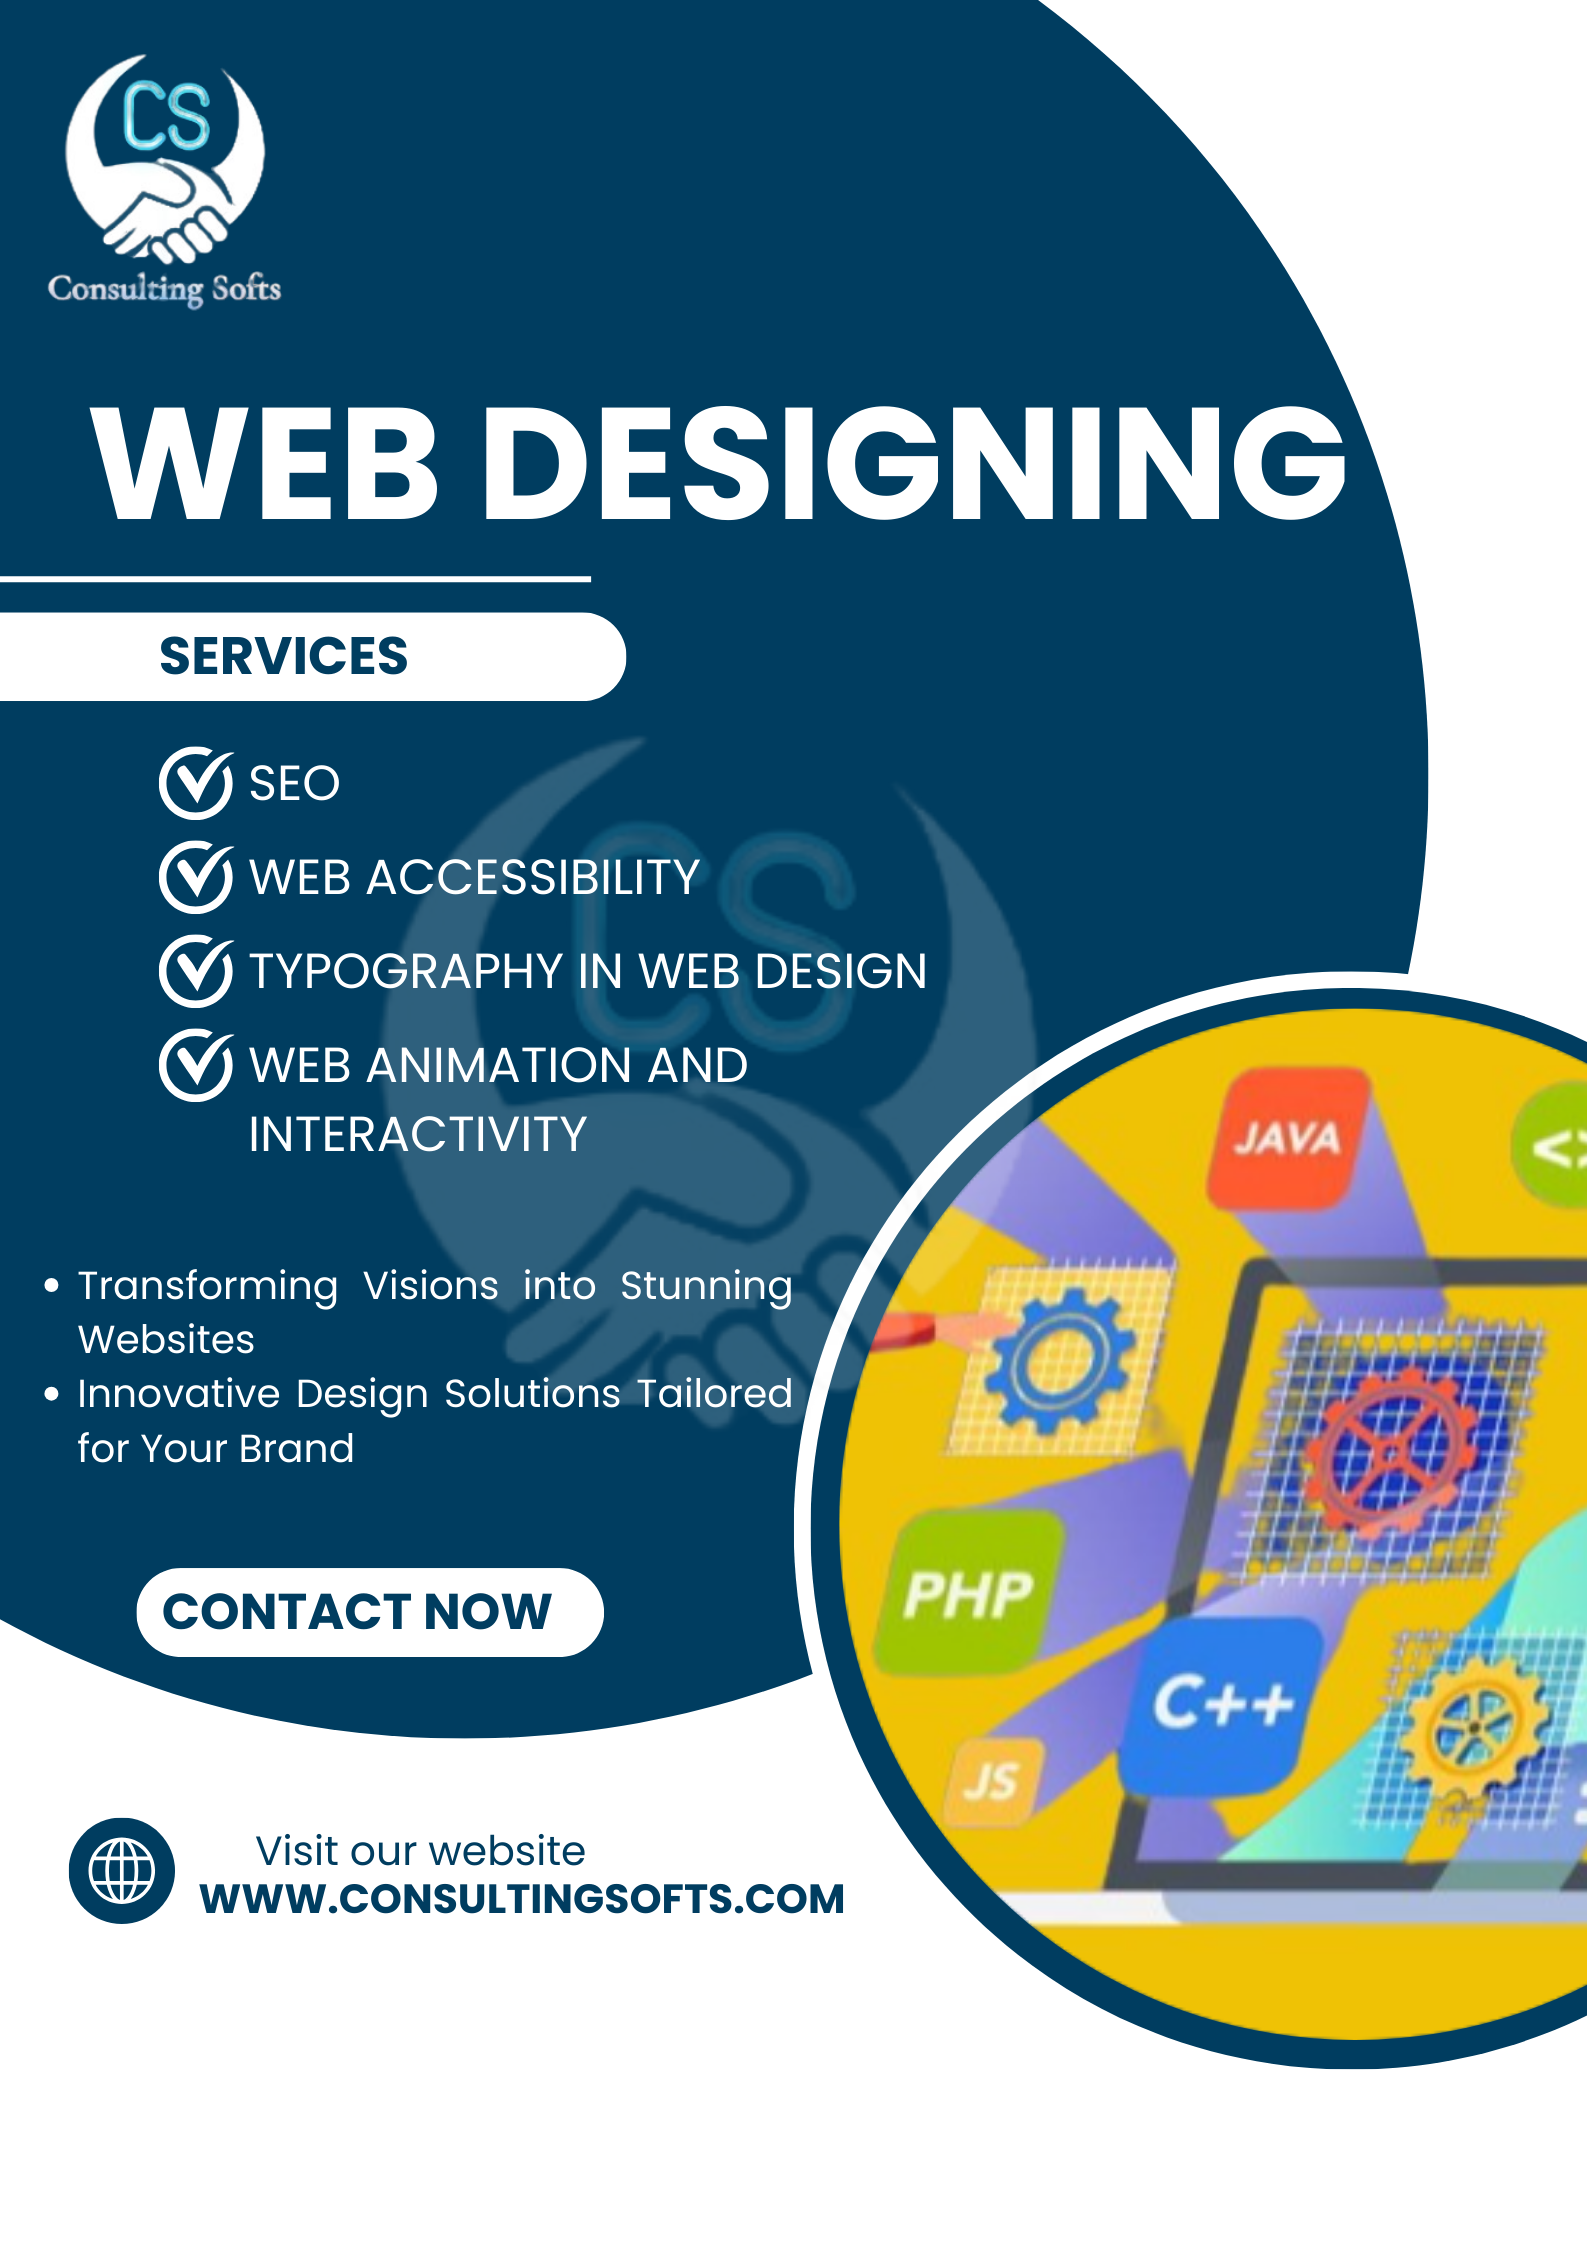 CS
Consulting Softs
WEB DESIGNING
SERVICES
SEO
WEB ACCESSIBILITY
TYPOGRAPHY IN WEB DESIGN
WEB ANIMATION AND
INTERACTIVITY
CS
• Transforming Visions into Stunning
Websites
• Innovative Design Solutions Tailored
for Your Brand
CONTACT NOW
JAVA
<>
PHP
C++
JS
Visit our website
WWW.CONSULTINGSOFTS.COM